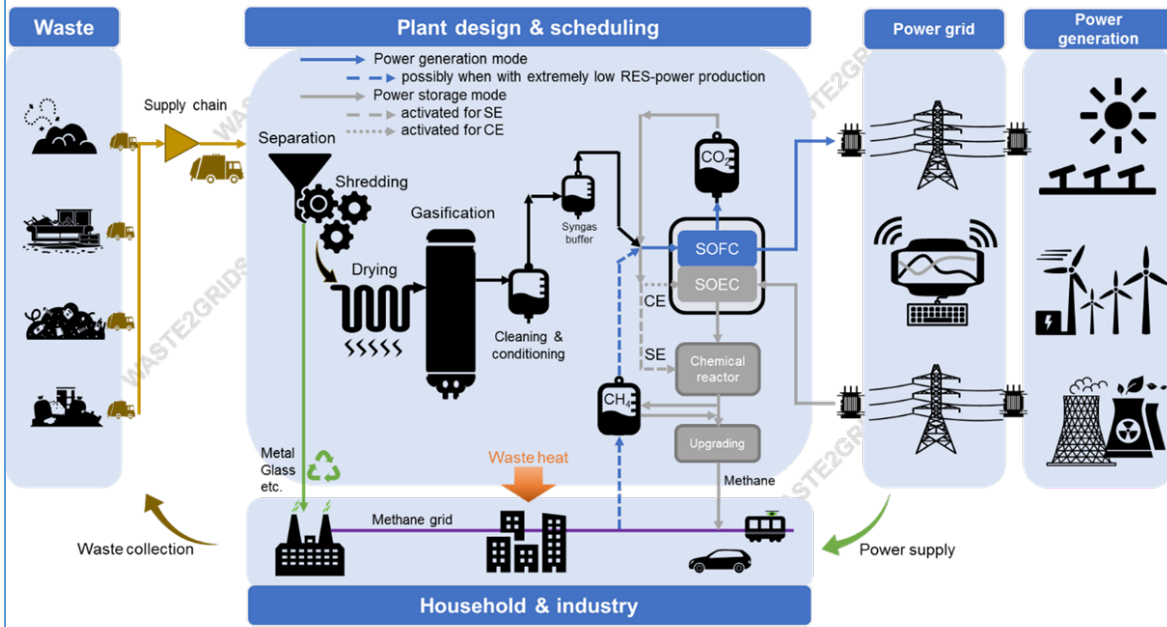 Waste
Plant design & scheduling
Power grid
Power
generation
Power generation mode
possibly when with extremely low RES-power production
Power storage mode
activated for SE
activated for CE
Supply chain
Separation
Shredding
Gasification
Drying
Cleaning &
conditioning
Syngas
buffer
CO2
SOFC
SOEC
CE
SE
Chemical
reactor
CH4
Upgrading
Methane
Metal
Glass
etc.
Waste heat
Methane grid
Waste collection
Power supply
Household & industry
WASTE2GRIDS
WASTE2GRIDS
WASTE2GRIDS
WASTE2GRIDS